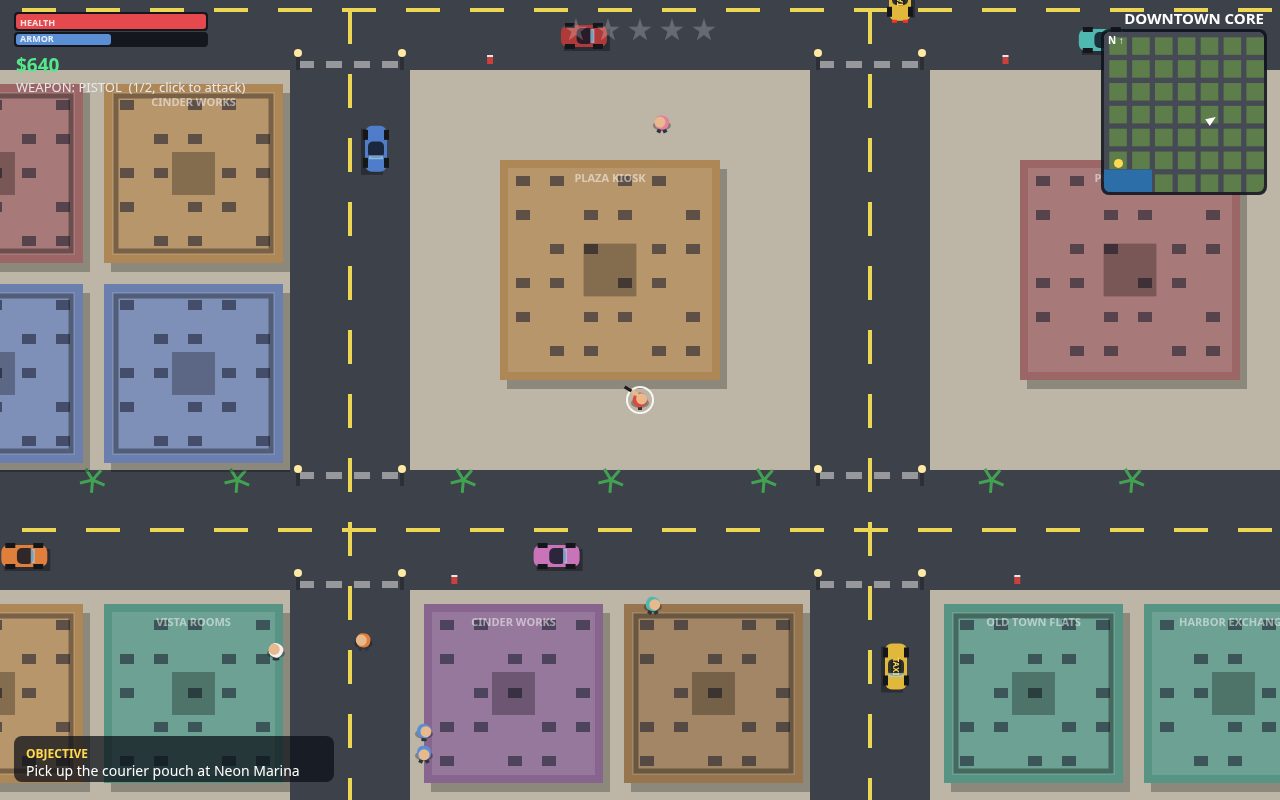 HEALTH
ARMOR
$640
WEAPON: PISTOL (1/2, click to attack)
DOWNTOWN CORE
N ↑
CINDER WORKS
PLAZA KIOSK
P
VISTA ROOMS
CINDER WORKS
OLD TOWN FLATS
HARBOR EXCHANG
TAXI
OBJECTIVE
Pick up the courier pouch at Neon Marina